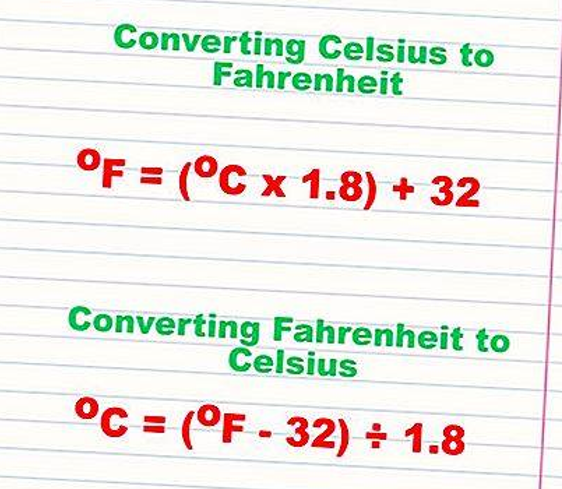 Converting Celsius to
Fahrenheit
ºF = (ºC x 1.8) + 32
Converting Fahrenheit to
Celsius
ºC = (ºF - 32) ÷ 1.8